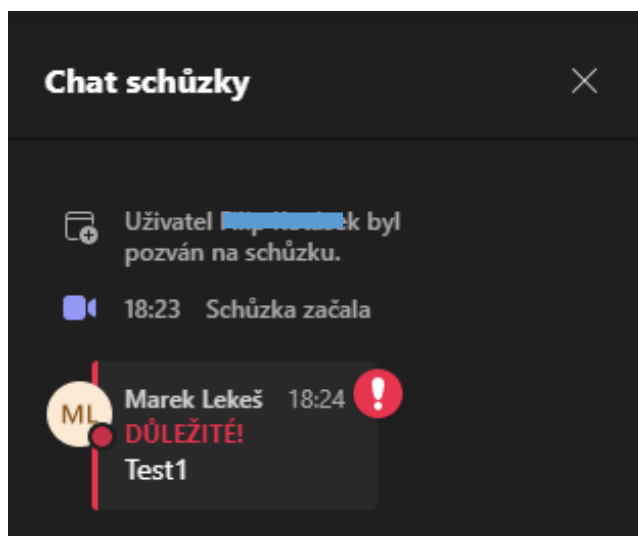 Chat schůzky
Uživatel byl
pozván na schůzku.
18:23 Schůzka začala
ML
Marek Lekeš 18:24
DŮLEŽITÉ!
Test1